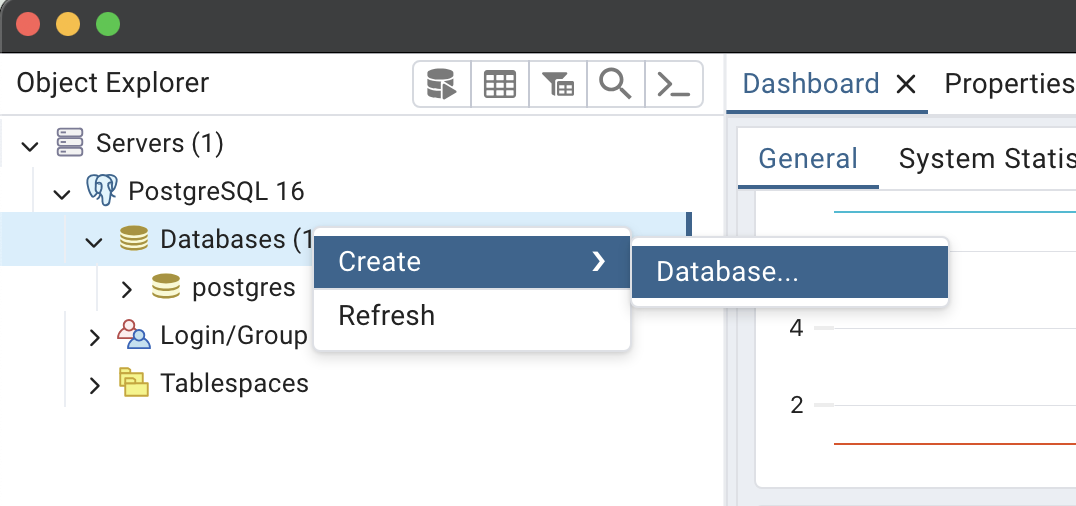 Object Explorer
Dashboard
Properties
Servers (1)
General
System Statis
PostgreSQL 16
Databases (1
Create
Database...
postgres
Refresh
4
Login/Group
Tablespaces
2